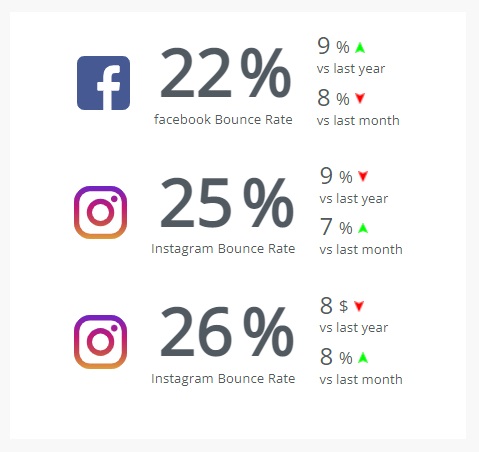 22%
facebook Bounce Rate
9 %
vs last year
8 %
vs last month
25%
Instagram Bounce Rate
9 %
vs last year
7 %
vs last month
26%
Instagram Bounce Rate
8 $
vs last year
8 %
vs last month